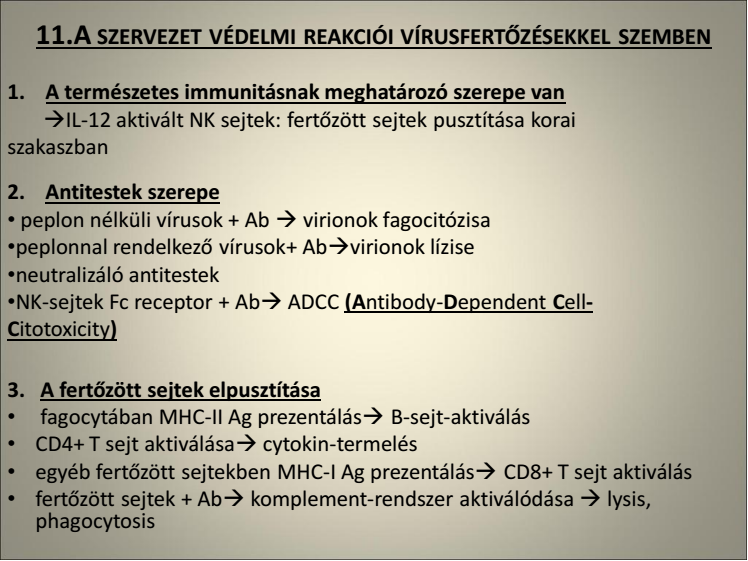 11.A SZERVEZET VÉDELMI REAKCIÓI VÍRUSFERTŐZÉSEKKEL SZEMBEN
1. A természetes immunitásnak meghatározó szerepe van
→IL-12 aktivált NK sejtek: fertőzött sejtek pusztítása korai
szakaszban
2. Antitestek szerepe
• peplon nélküli vírusok + Ab → virionok fagocitózisa
•peplonnal rendelkező vírusok+ Ab→virionok lízise
•neutralizáló antitestek
•NK-sejtek Fc receptor + Ab→ ADCC (Antibody-Dependent Cell-
Citotoxicity)
3. A fertőzött sejtek elpusztítása
• fagocytában MHC-II Ag prezentálás→ B-sejt-aktiválás
• CD4+ T sejt aktiválása→ cytokin-termelés
• egyéb fertőzött sejtekben MHC-I Ag prezentálás→ CD8+ T sejt aktiválás
• fertőzött sejtek + Ab→ komplement-rendszer aktiválódása → lysis,
phagocytosis